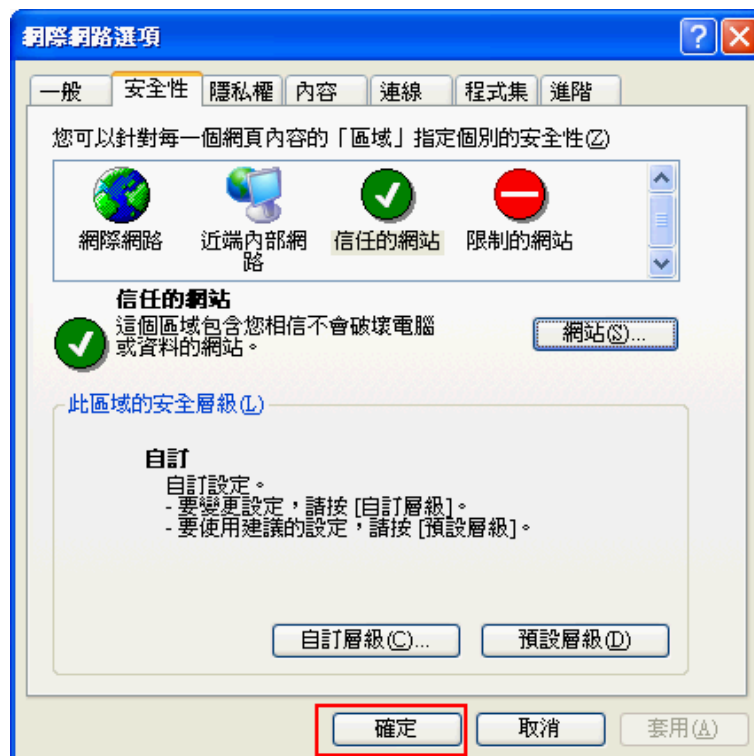 網際網路選項
一般 安全性 隱私權 內容 連線 程式集 進階
您可以針對每一個網頁內容的「區域」指定個別的安全性(Z)
網際網路 近端內部網路 信任的網站 限制的網站
信任的網站
這個區域包含您相信不會破壞電腦
或資料的網站。
網站(S)...
此區域的安全層級(L)
自訂
自訂設定。
- 要變更設定，請按 [自訂層級]。
- 要使用建議的設定，請按 [預設層級]。
自訂層級(C)... 預設層級(D)
確定 取消 套用(A)